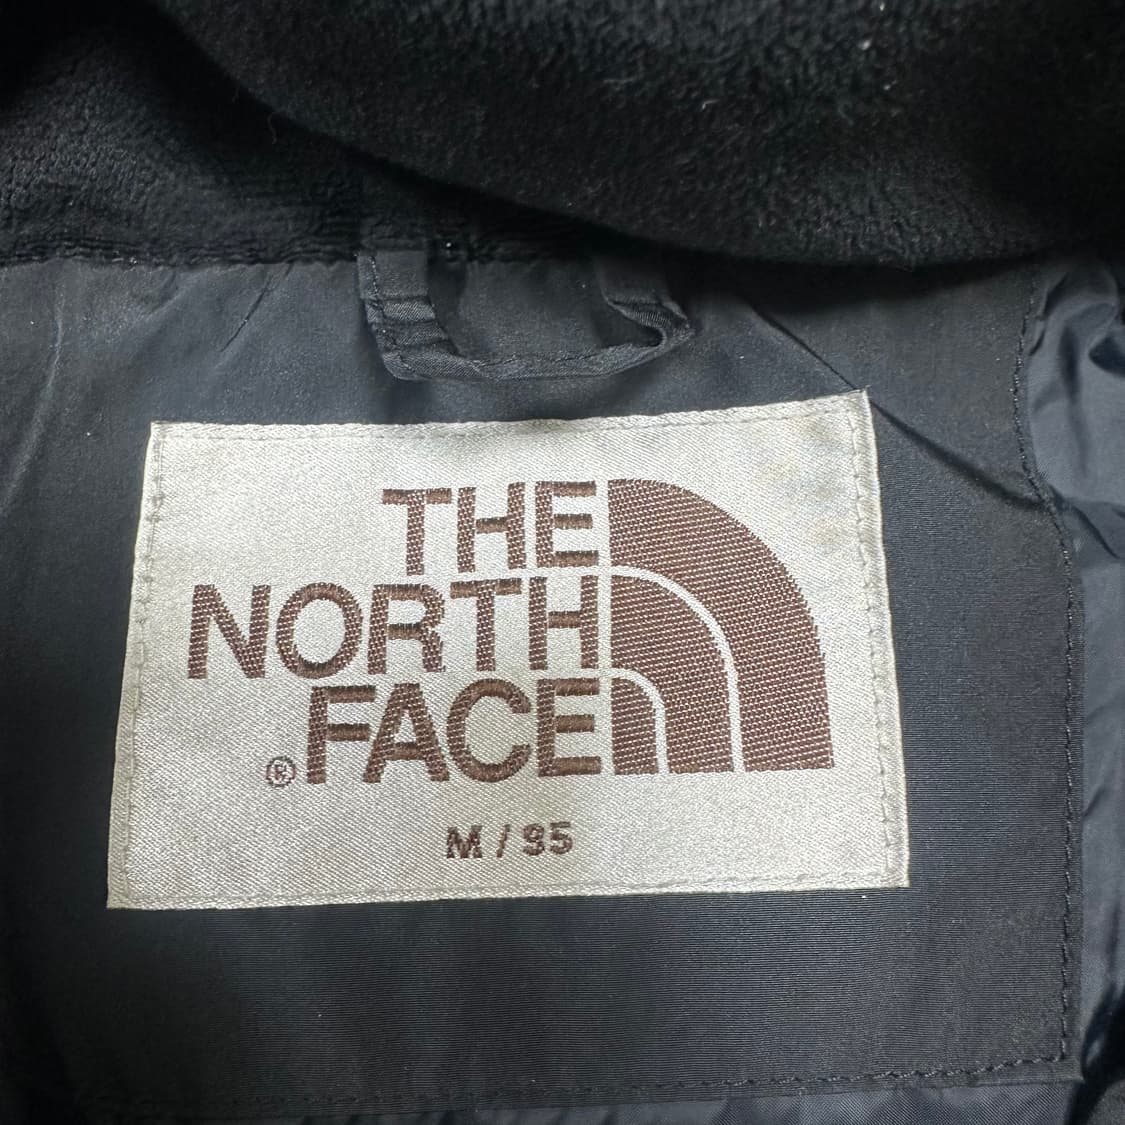 THE
NORTH
FACE
®
M / 95